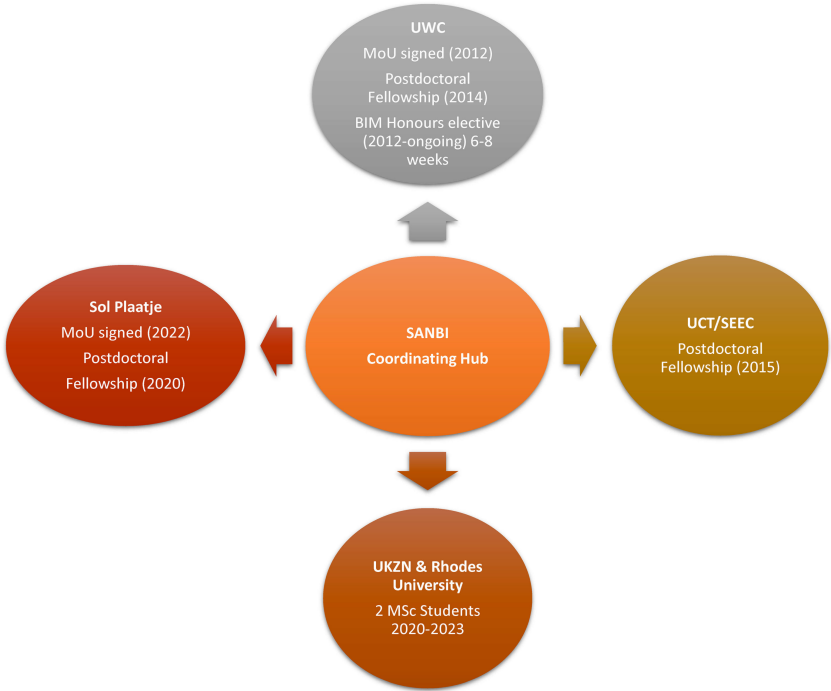 UWC
MoU signed (2012)
Postdoctoral
Fellowship (2014)
BIM Honours elective
(2012-ongoing) 6-8
weeks
Sol Plaatje
MoU signed (2022)
Postdoctoral
Fellowship (2020)
SANBI
Coordinating Hub
UCT/SEEC
Postdoctoral
Fellowship (2015)
UKZN & Rhodes
University
2 MSc Students
2020-2023